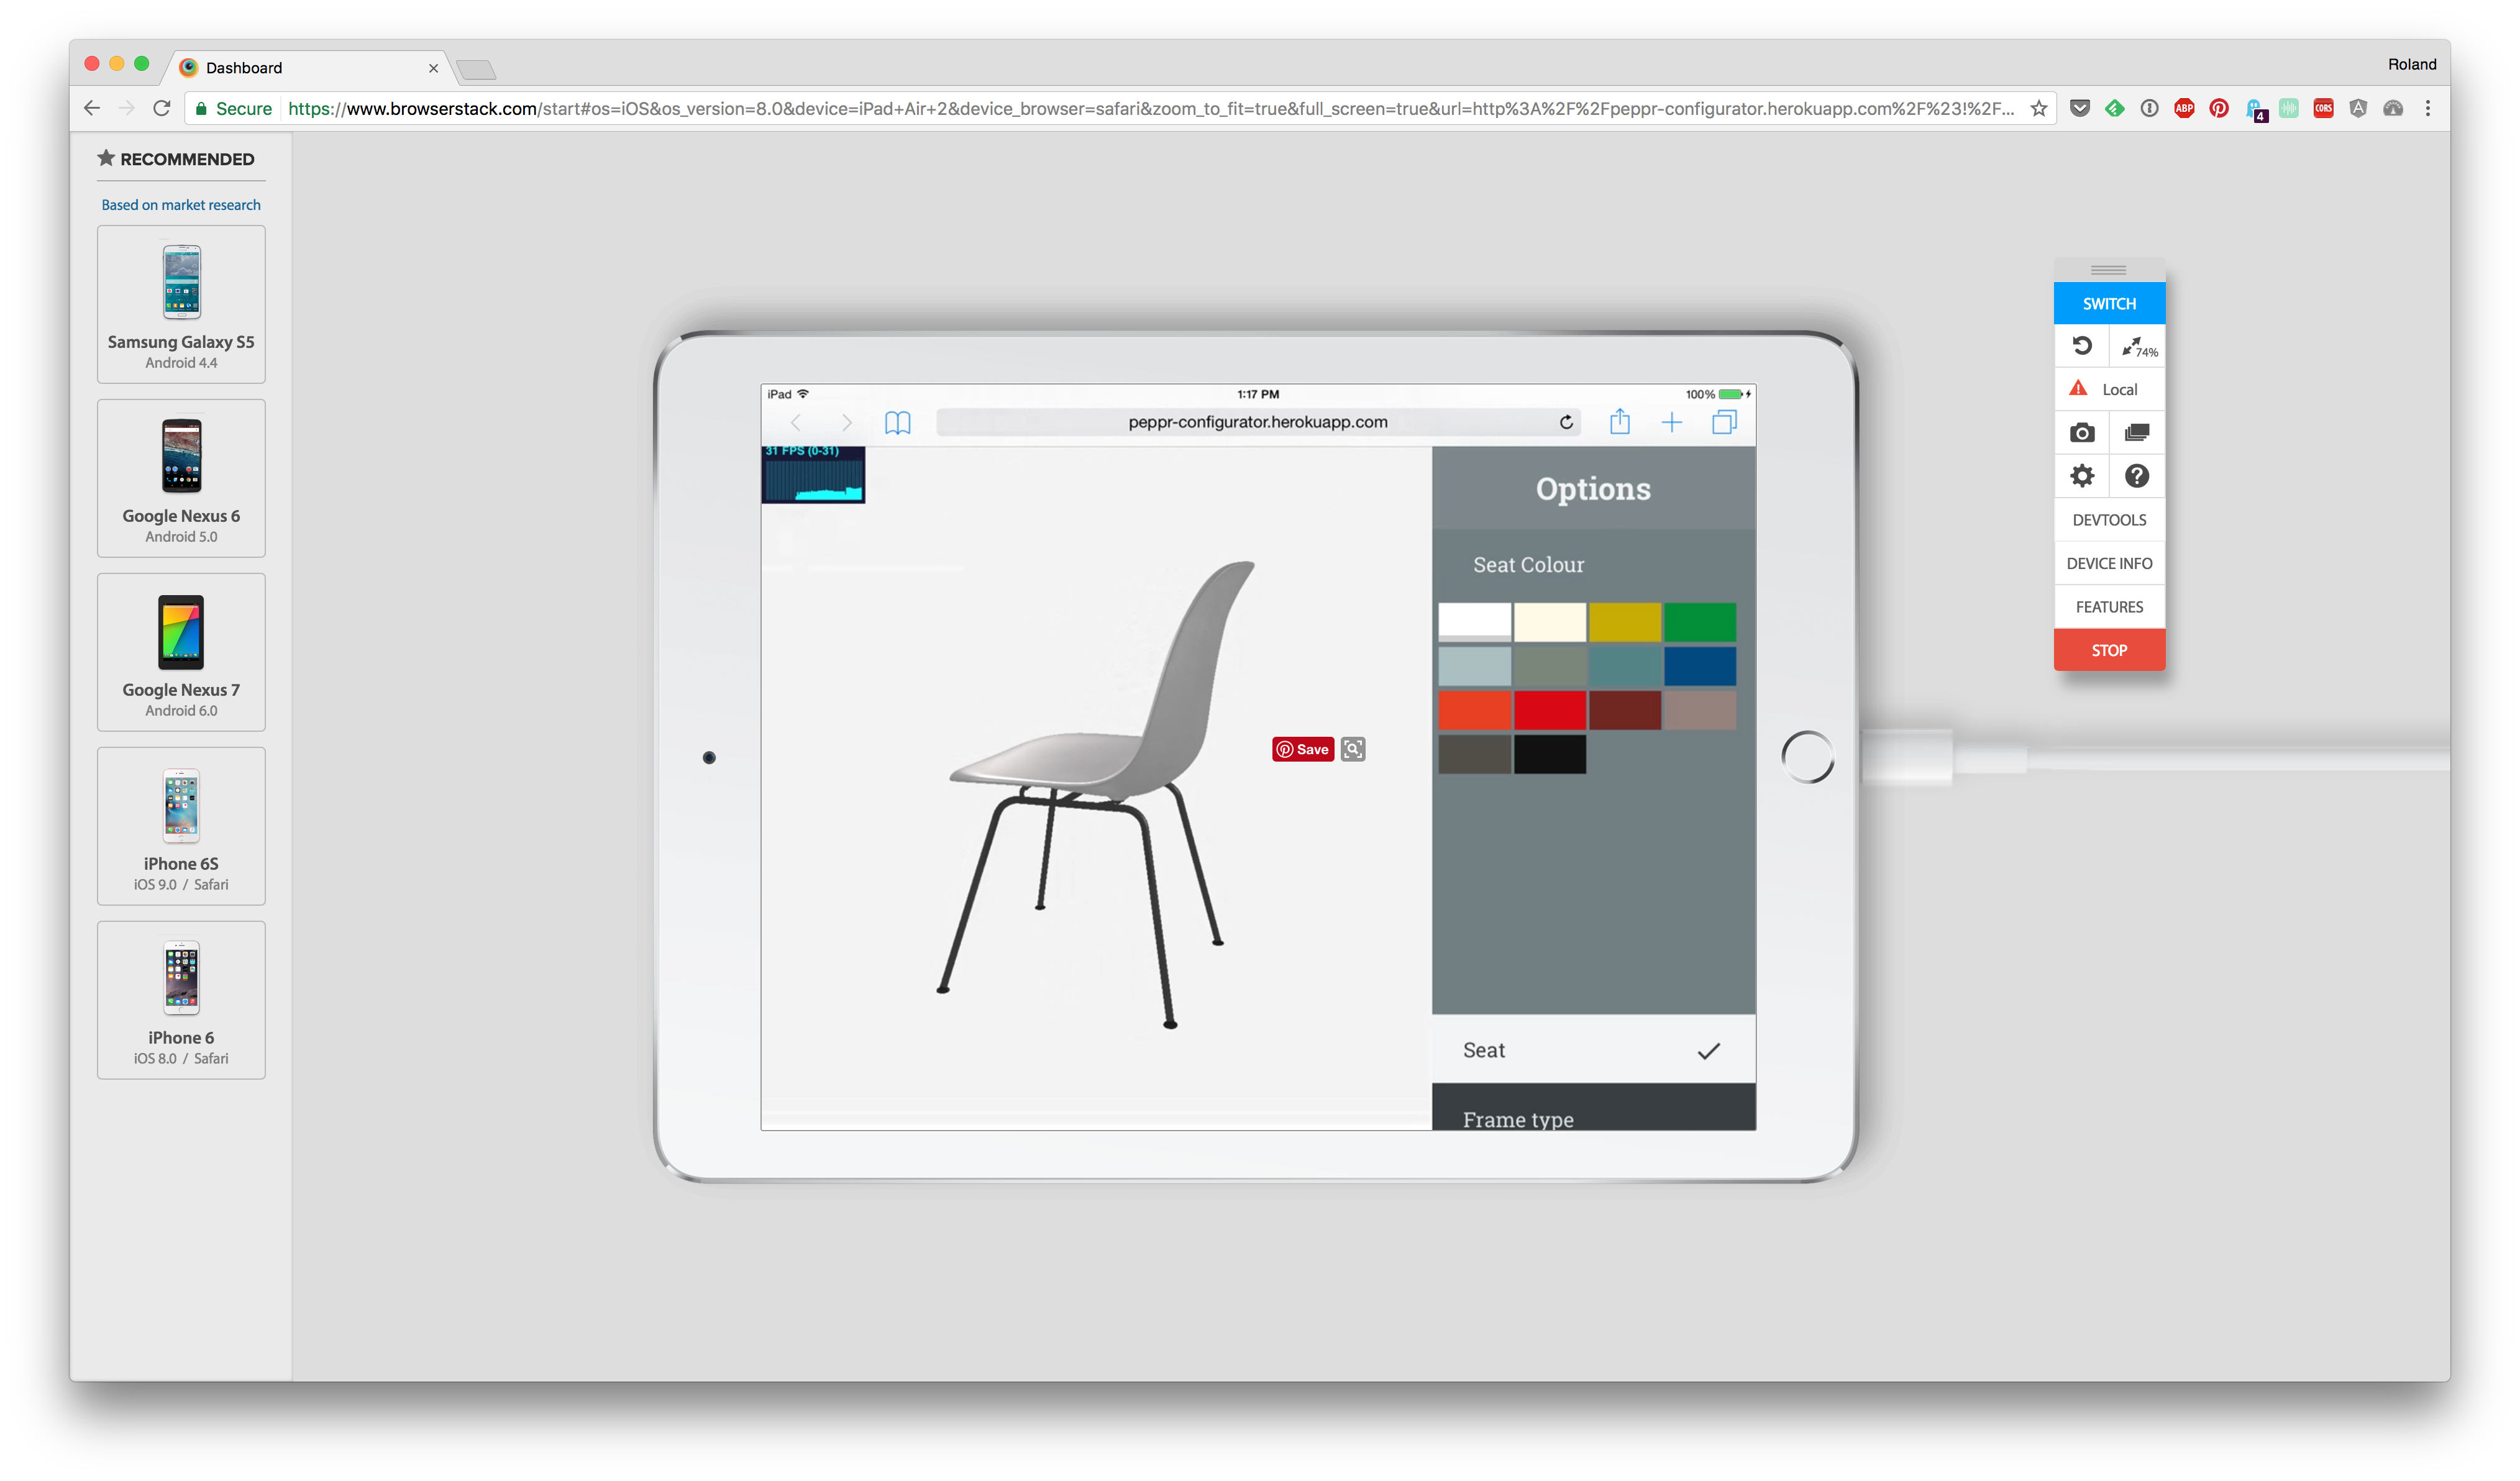 Dashboard
Roland
Secure
https://www.browserstack.com/start#os=iOS&os_version=8.0&device=iPad+Air+2&device_browser=safari&zoom_to_fit=true&full_screen=true&url=http%3A%2F%2Fpeppr-configurator.herokuapp.com%2F%23!%2F...
ABP
4
CORS
RECOMMENDED
Based on market research
Samsung Galaxy S5
Android 4.4
Google Nexus 6
Android 5.0
Google Nexus 7
Android 6.0
iPhone 6S
iOS 9.0 / Safari
iPhone 6
iOS 8.0 / Safari
iPad
1:17 PM
100%
peppr-configurator.herokuapp.com
31 FPS (0-31)
Save
Options
Seat Colour
Seat
Frame type
SWITCH
74%
Local
DEVTOOLS
DEVICE INFO
FEATURES
STOP